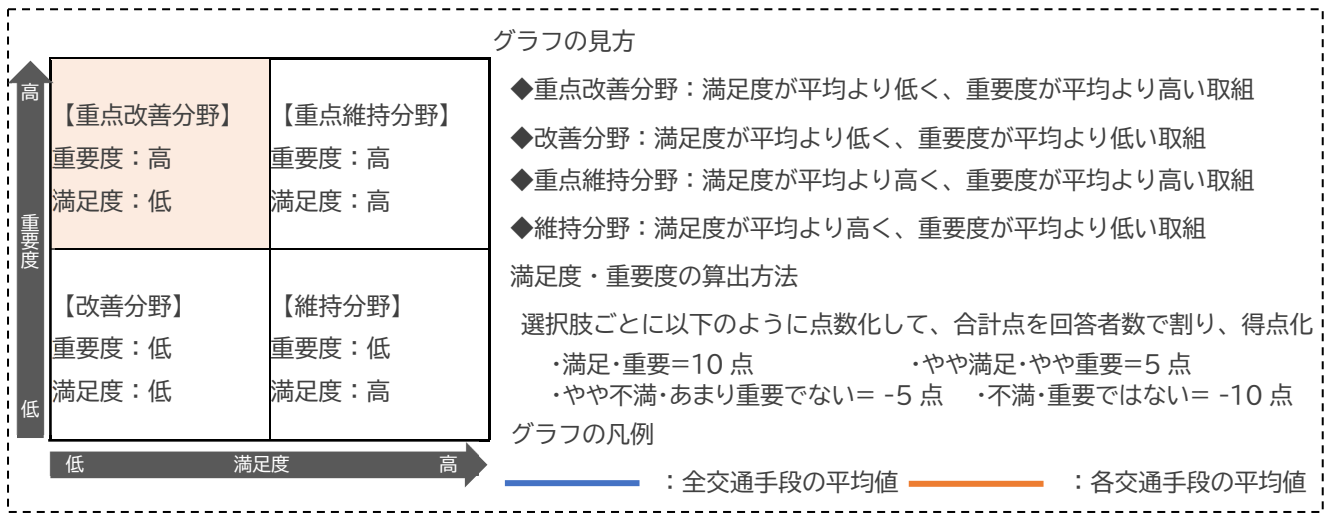 グラフの見方
高
重要度
低
【重点改善分野】
重要度：高
満足度：低
【重点維持分野】
重要度：高
満足度：高
【改善分野】
重要度：低
満足度：低
【維持分野】
重要度：低
満足度：高
低 満足度 高
◆重点改善分野：満足度が平均より低く、重要度が平均より高い取組
◆改善分野：満足度が平均より低く、重要度が平均より低い取組
◆重点維持分野：満足度が平均より高く、重要度が平均より高い取組
◆維持分野：満足度が平均より高く、重要度が平均より低い取組
満足度・重要度の算出方法
選択肢ごとに以下のように点数化して、合計点を回答者数で割り、得点化
・満足・重要＝10 点 ・やや満足・やや重要＝5 点
・やや不満・あまり重要でない＝ -5 点 ・不満・重要ではない＝ -10 点
グラフの凡例
：全交通手段の平均値 ：各交通手段の平均値